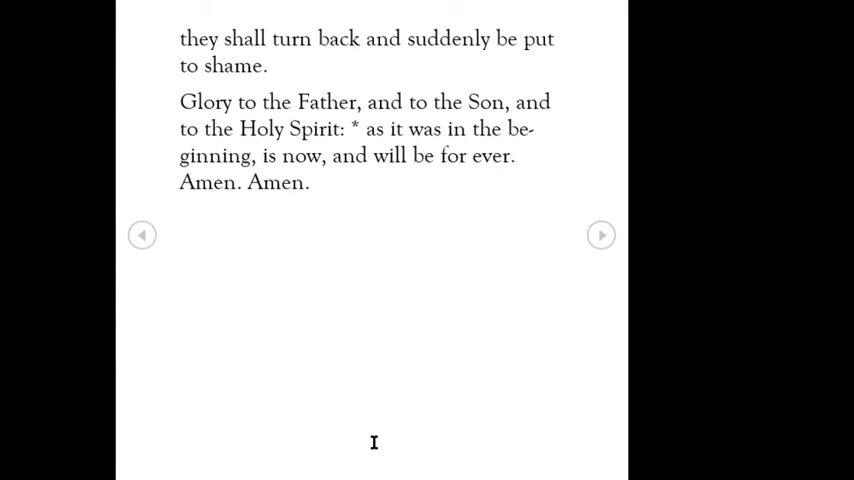 they shall turn back and suddenly be put
to shame.
Glory to the Father, and to the Son, and
to the Holy Spirit: * as it was in the be-
ginning, is now, and will be for ever.
Amen. Amen.